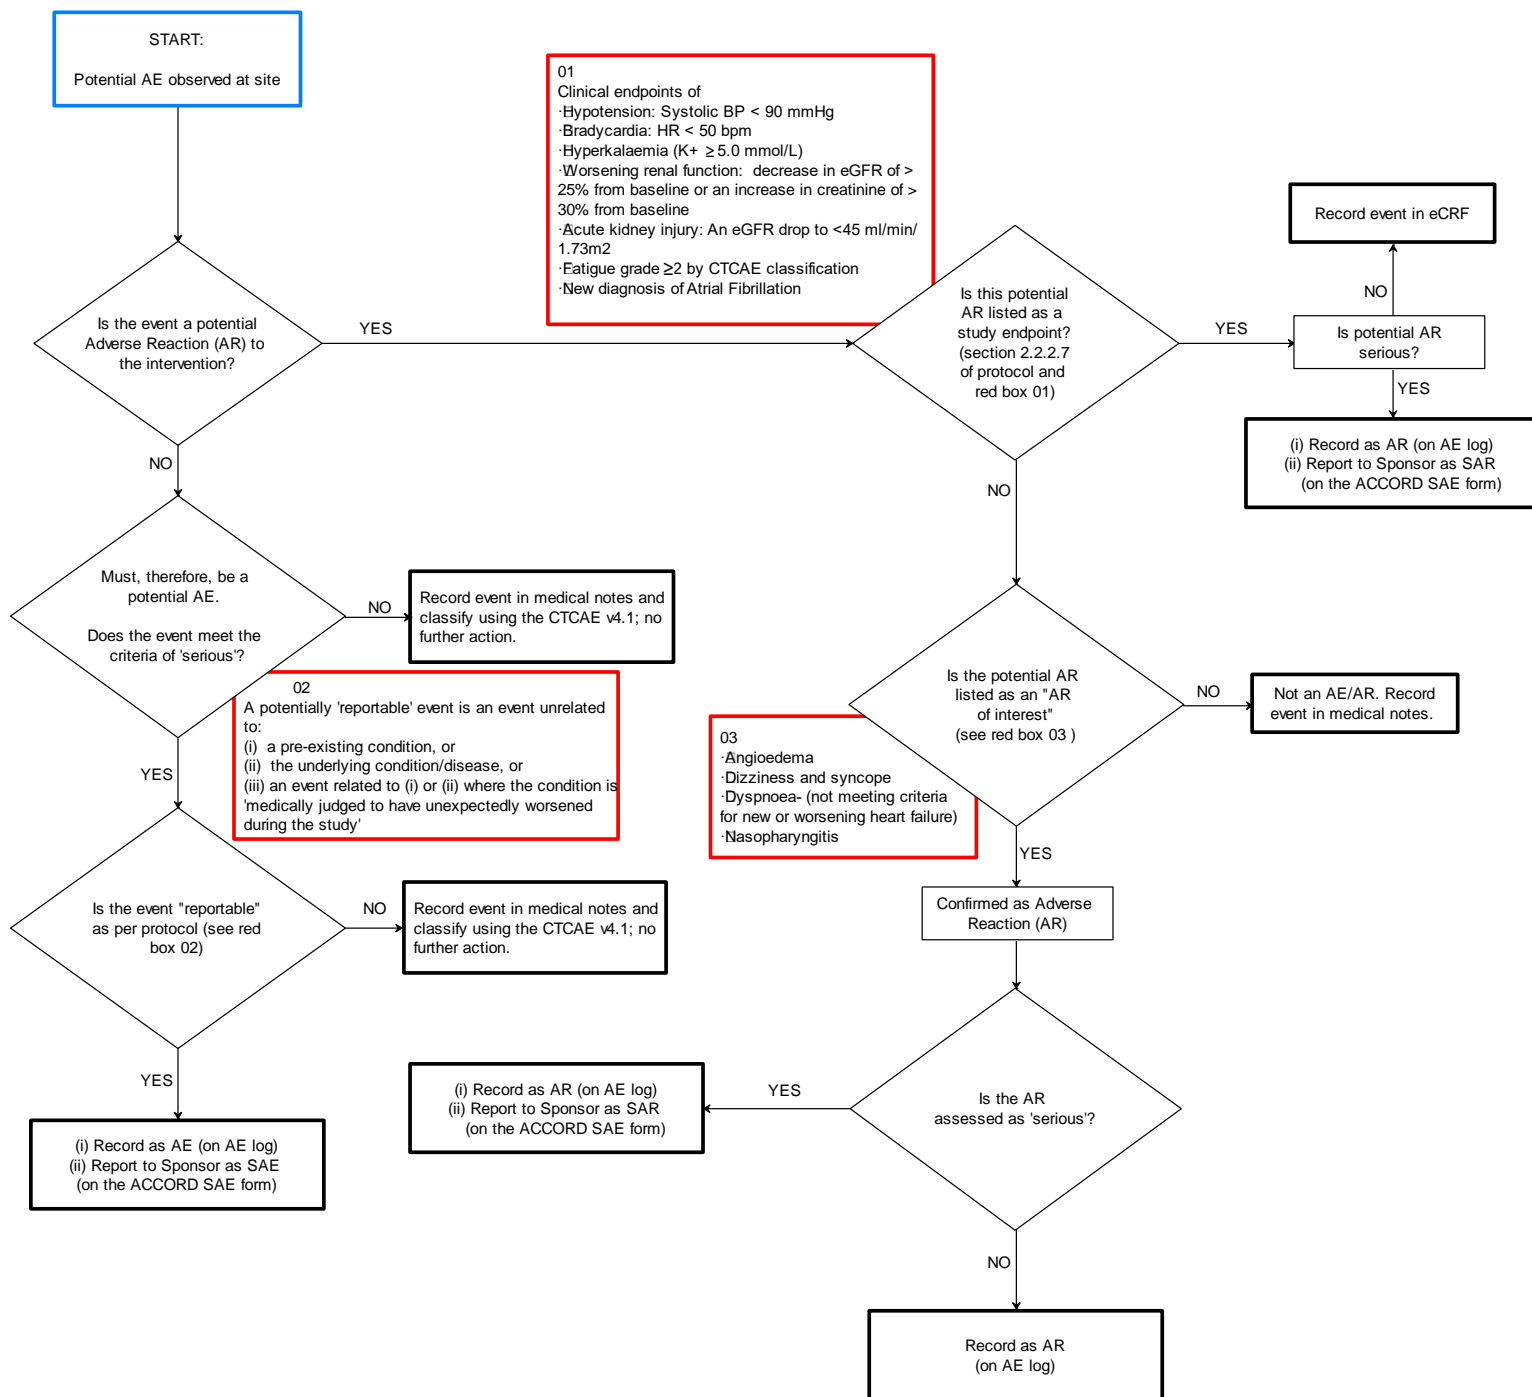 START:
Potential AE observed at site
01
Clinical endpoints of
·Hypotension: Systolic BP < 90 mmHg
·Bradycardia: HR < 50 bpm
·Hyperkalaemia (K+ ≥5.0 mmol/L)
·Worsening renal function: decrease in eGFR of >
25% from baseline or an increase in creatinine of >
30% from baseline
·Acute kidney injury: An eGFR drop to <45 ml/min/
1.73m2
·Fatigue grade ≥2 by CTCAE classification
·New diagnosis of Atrial Fibrillation
Record event in eCRF
NO
Is the event a potential
Adverse Reaction (AR) to
the intervention?
YES
Is this potential
AR listed as a
study endpoint?
(section 2.2.2.7
of protocol and
red box 01)
YES
Is potential AR
serious?
YES
(i) Record as AR (on AE log)
(ii) Report to Sponsor as SAR
(on the ACCORD SAE form)
NO
NO
Must, therefore, be a
potential AE.
Does the event meet the
criteria of 'serious'?
NO
Record event in medical notes and
classify using the CTCAE v4.1; no
further action.
02
A potentially 'reportable' event is an event unrelated
to:
(i) a pre-existing condition, or
(ii) the underlying condition/disease, or
(iii) an event related to (i) or (ii) where the condition is
'medically judged to have unexpectedly worsened
during the study'
YES
Is the potential AR
listed as an "AR
of interest"
(see red box 03 )
NO
Not an AE/AR. Record
event in medical notes.
03
·Angioedema
·Dizziness and syncope
·Dyspnoea- (not meeting criteria
for new or worsening heart failure)
·Nasopharyngitis
YES
Confirmed as Adverse
Reaction (AR)
Is the event "reportable"
as per protocol (see red
box 02)
NO
Record event in medical notes and
classify using the CTCAE v4.1; no
further action.
YES
(i) Record as AE (on AE log)
(ii) Report to Sponsor as SAE
(on the ACCORD SAE form)
Is the AR
assessed as 'serious'?
YES
(i) Record as AR (on AE log)
(ii) Report to Sponsor as SAR
(on the ACCORD SAE form)
NO
Record as AR
(on AE log)